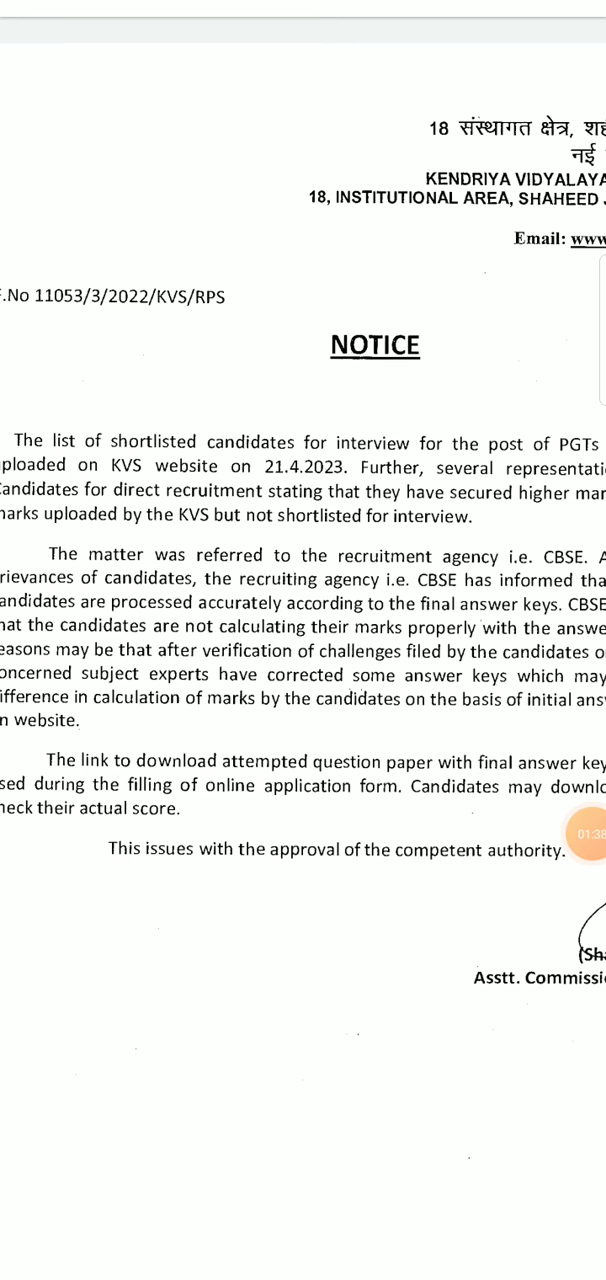 18 संस्थागत क्षेत्र,
नई
KENDRIYA VIDYALAYA
18, INSTITUTIONAL AREA, SHAHEED
Email: www
.No 11053/3/2022/KVS/RPS
NOTICE
The list of shortlisted candidates for interview for the post of PGTs
ploaded on KVS website on 21.4.2023. Further, several representati
Candidates for direct recruitment stating that they have secured higher mar
narks uploaded by the KVS but not shortlisted for interview.
The matter was referred to the recruitment agency i.e. CBSE. A
rievances of candidates, the recruiting agency i.e. CBSE has informed tha
andidates are processed accurately according to the final answer keys. CBSE
hat the candidates are not calculating their marks properly with the answe
easons may be that after verification of challenges filed by the candidates o
oncerned subject experts have corrected some answer keys which may
ifference in calculation of marks by the candidates on the basis of initial ans
n website.
The link to download attempted question paper with final answer key
sed during the filling of online application form. Candidates may downlo
heck their actual score.
This issues with the approval of the competent authority.
01:38
(Sha
Asstt. Commissi